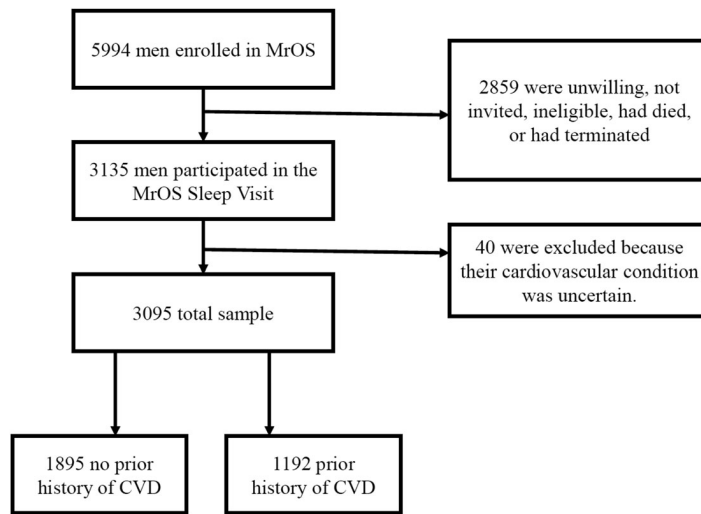 5994 men enrolled in MrOS
2859 were unwilling, not
invited, ineligible, had died,
or had terminated
3135 men participated in the
MrOS Sleep Visit
40 were excluded because
their cardiovascular condition
was uncertain.
3095 total sample
1895 no prior
history of CVD
1192 prior
history of CVD